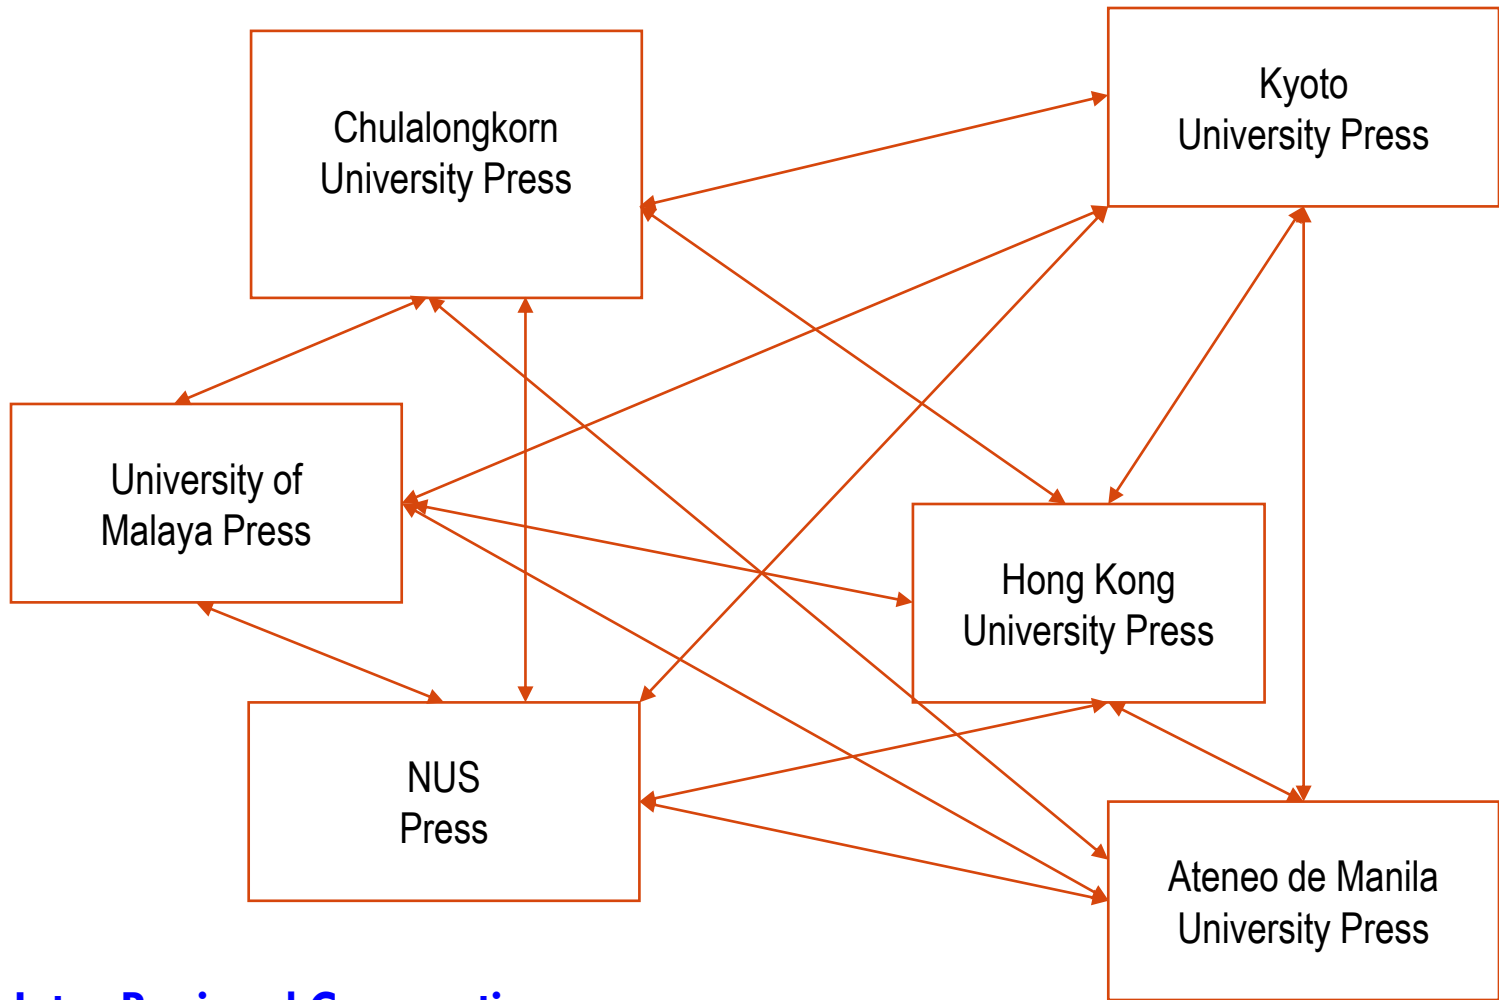 Chulalongkorn
University Press
Kyoto
University Press
University of
Malaya Press
Hong Kong
University Press
NUS
Press
Ateneo de Manila
University Press